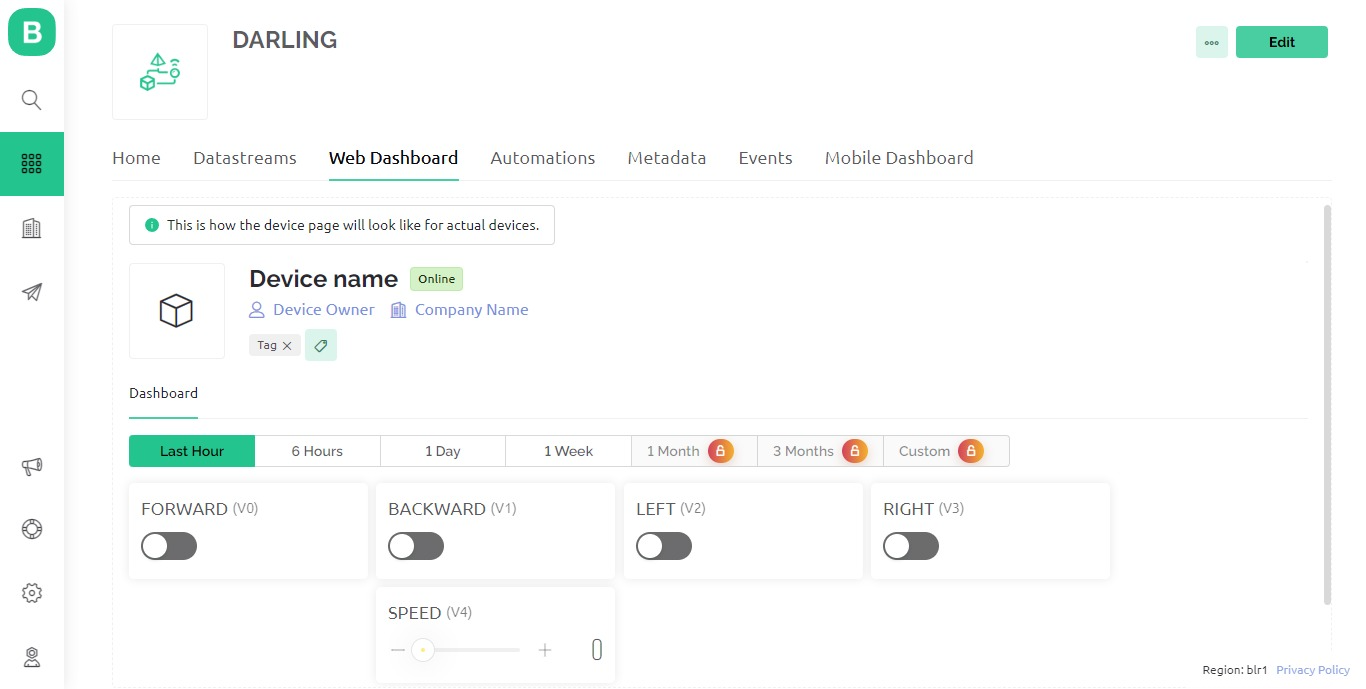 B
DARLING
Edit
Home Datastreams Web Dashboard Automations Metadata Events Mobile Dashboard
This is how the device page will look like for actual devices.
Device name Online
Device Owner Company Name
Tag
Dashboard
Last Hour 6 Hours 1 Day 1 Week 1 Month 3 Months Custom
FORWARD (V0) BACKWARD (V1) LEFT (V2) RIGHT (V3)
SPEED (V4)
0
Region: blr1 Privacy Policy